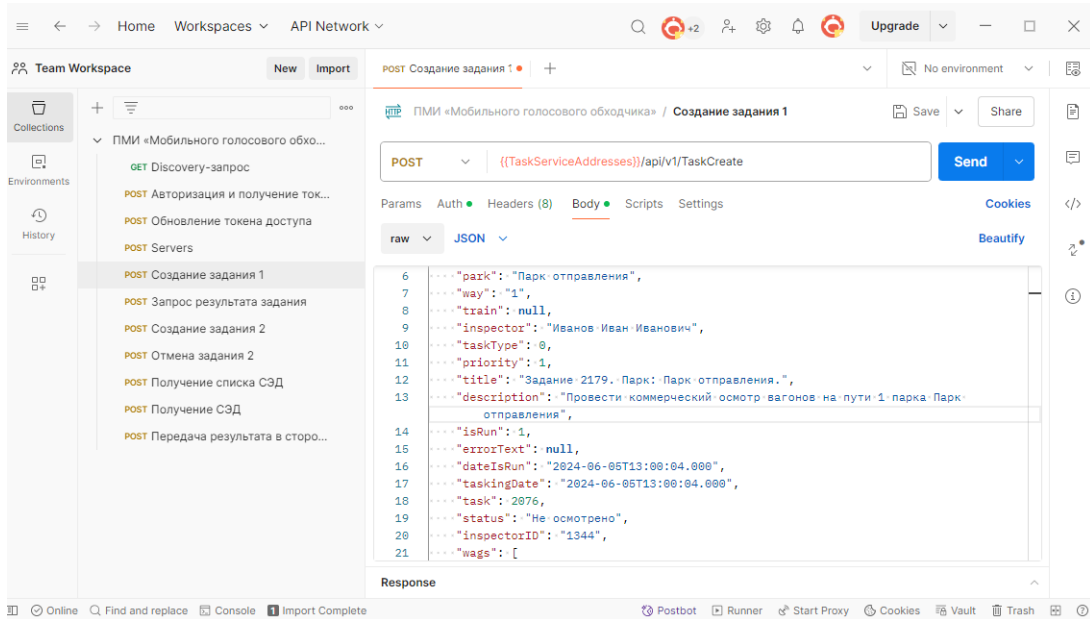 Home Workspaces API Network +2 Upgrade
Team Workspace New Import POST Создание задания 1 No environment
Collections
Environments
History
ПМИ «Мобильного голосового обхо...
GET Discovery-запрос
POST Авторизация и получение ток...
POST Обновление токена доступа
POST Servers
POST Создание задания 1
POST Запрос результата задания
POST Создание задания 2
POST Отмена задания 2
POST Получение списка СЭД
POST Получение СЭД
POST Передача результата в сторо...
HTTP ПМИ «Мобильного голосового обходчика» / Создание задания 1 Save Share
POST {{TaskServiceAddresses}}/api/v1/TaskCreate Send
Params Auth Headers (8) Body Scripts Settings Cookies
raw JSON Beautify
6 "park": "Парк отправления",
7 "way": "1",
8 "train": null,
9 "inspector": "Иванов Иван Иванович",
10 "taskType": 0,
11 "priority": 1,
12 "title": "Задание 2179. Парк: Парк отправления.",
13 "description": "Провести коммерческий осмотр вагонов на пути 1 парка Парк
отправления",
14 "isRun": 1,
15 "errorText": null,
16 "dateIsRun": "2024-06-05T13:00:04.000",
17 "taskingDate": "2024-06-05T13:00:04.000",
18 "task": 2076,
19 "status": "Не осмотрено",
20 "inspectorID": "1344",
21 "wags": [
Response
Online Find and replace Console 1 Import Complete Postbot Runner Start Proxy Cookies Vault Trash